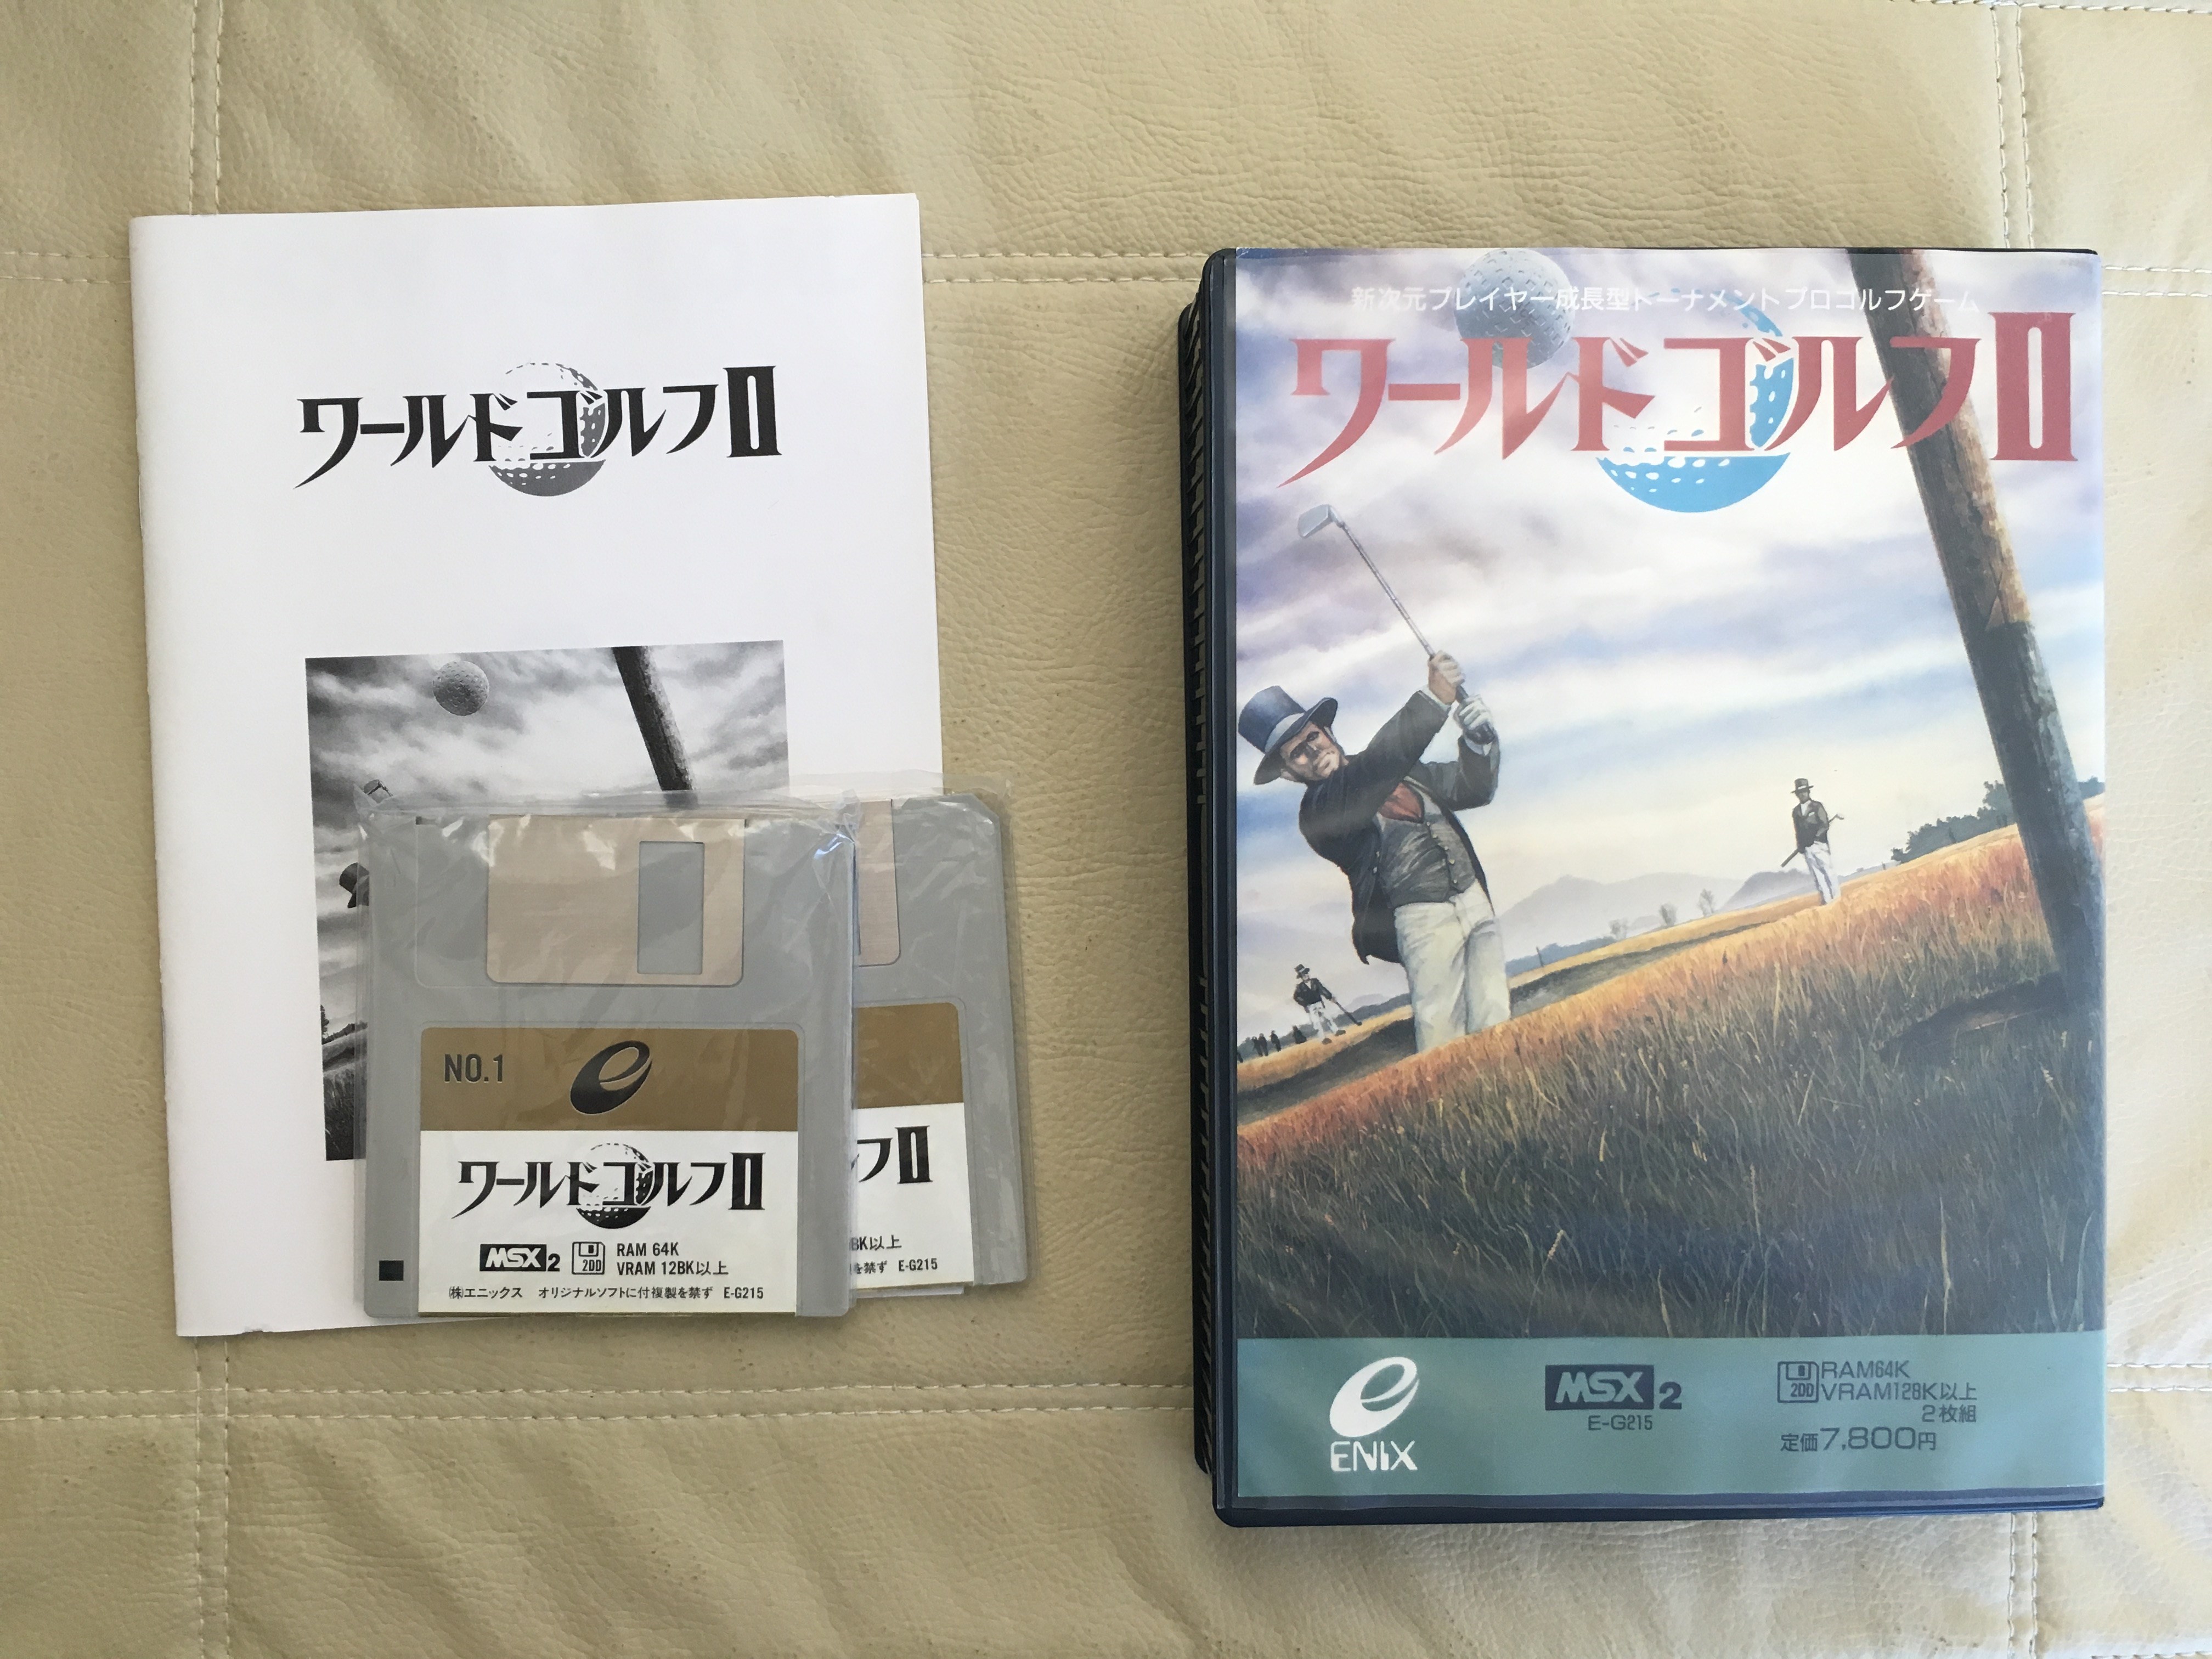 ワールドゴルフII
NO.1
e
ワールドゴルフII
MSX2
2DD
RAM 64K
VRAM 128K以上
(株)エニックス オリジナルソフトに付複製を禁ず E-G215
フII
8K以上
を禁ず E-G215
新次元プレイヤー成長型トーナメントプロゴルフゲーム
ワールドゴルフII
e
ENIX
MSX2
E-G215
2DD
RAM64K
VRAM128K以上
2枚組
定価7,800円